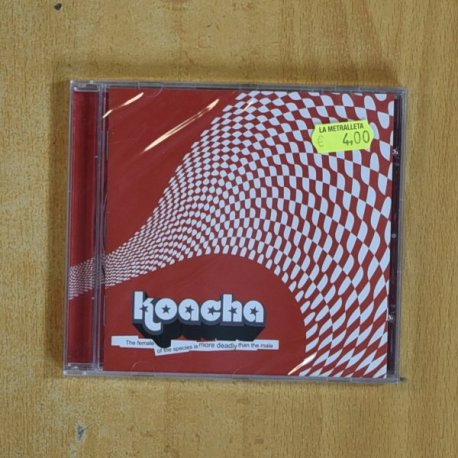 LA METRALLETA
€ 4,00
koacha
The female
of the species is more deadly than the male